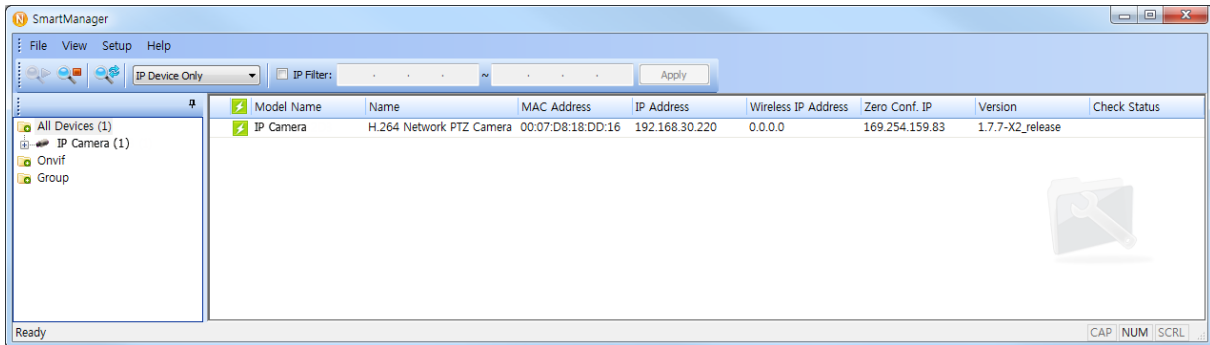 SmartManager
File View Setup Help
IP Device Only IP Filter: . . . ~ . . . Apply
Model Name Name MAC Address IP Address Wireless IP Address Zero Conf. IP Version Check Status
All Devices (1) IP Camera H.264 Network PTZ Camera 00:07:D8:18:DD:16 192.168.30.220 0.0.0.0 169.254.159.83 1.7.7-X2_release
IP Camera (1)
Onvif
Group
Ready CAP NUM SCRL